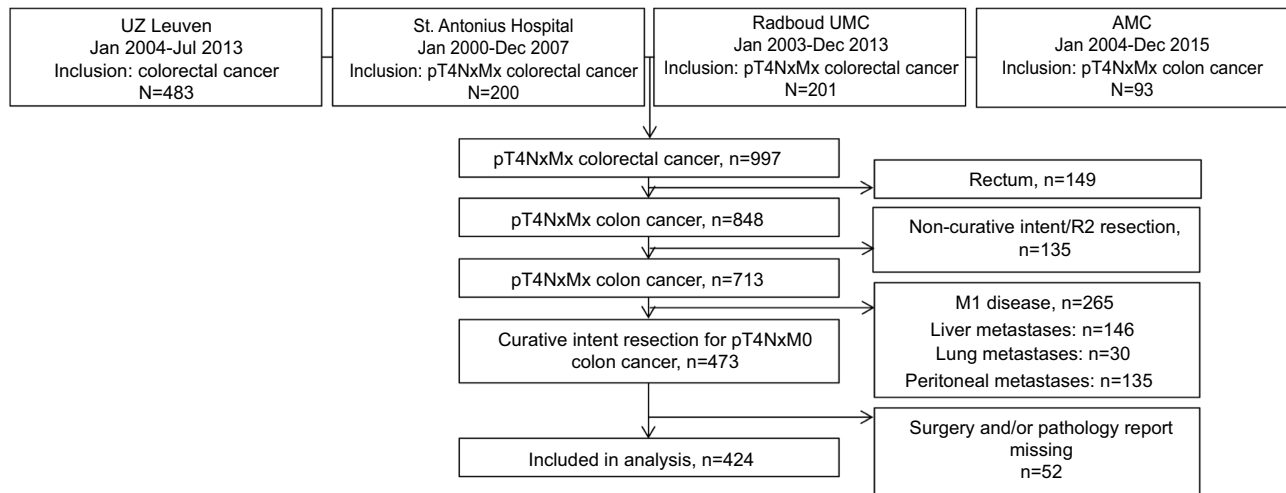 UZ Leuven
Jan 2004-Jul 2013
Inclusion: colorectal cancer
N=483
St. Antonius Hospital
Jan 2000-Dec 2007
Inclusion: pT4NxMx colorectal cancer
N=200
Radboud UMC
Jan 2003-Dec 2013
Inclusion: pT4NxMx colorectal cancer
N=201
AMC
Jan 2004-Dec 2015
Inclusion: pT4NxMx colon cancer
N=93
pT4NxMx colorectal cancer, n=997
Rectum, n=149
pT4NxMx colon cancer, n=848
Non-curative intent/R2 resection,
n=135
pT4NxMx colon cancer, n=713
M1 disease, n=265
Liver metastases: n=146
Lung metastases: n=30
Peritoneal metastases: n=135
Curative intent resection for pT4NxM0
colon cancer, n=473
Surgery and/or pathology report
missing
n=52
Included in analysis, n=424